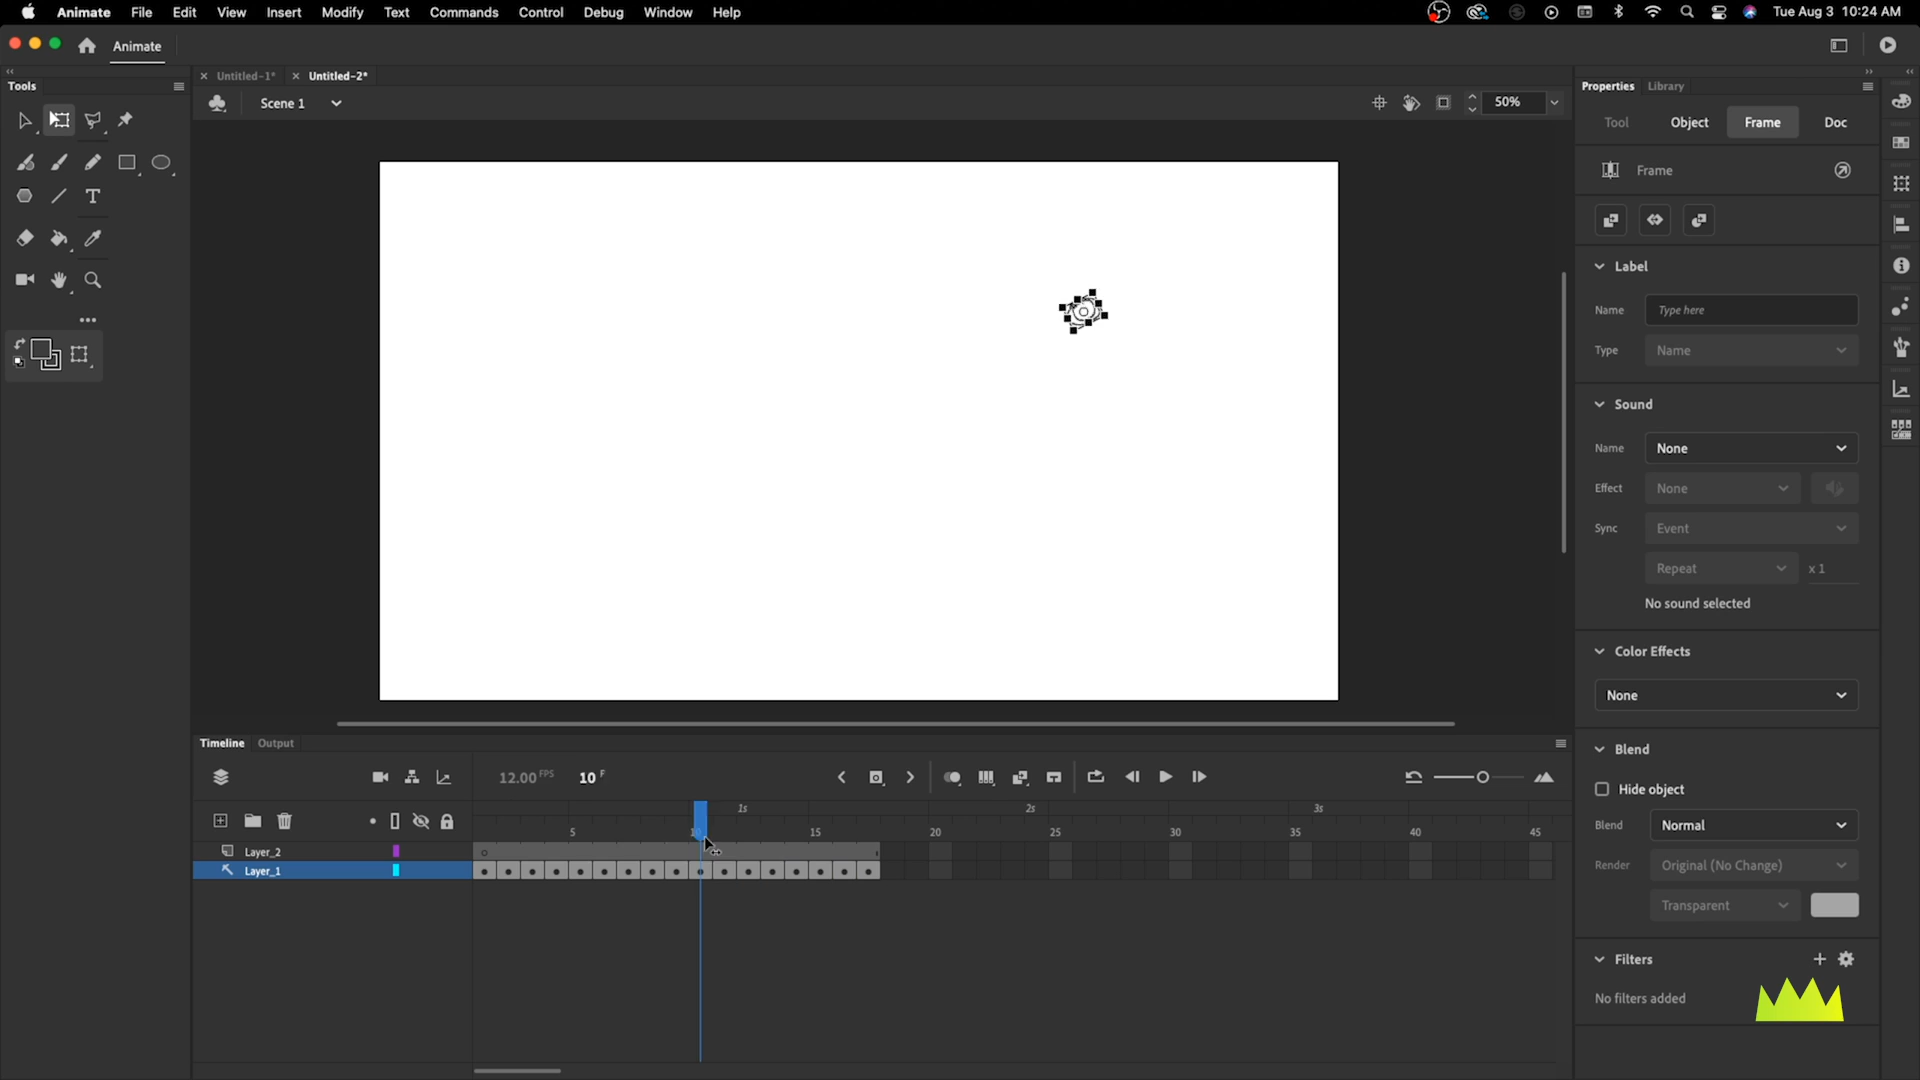 Animate File Edit View Insert Modify Text Commands Control Debug Window Help Tue Aug 3 10:24 AM
Animate
Tools
Untitled-1* Untitled-2*
Scene 1
50%
T
Properties Library
Tool Object Frame Doc
Frame
Label
Name Type here
Type Name
Sound
Name None
Effect None
Sync Event
Repeat x 1
No sound selected
Color Effects
None
Blend
Hide object
Blend Normal
Render Original (No Change)
Transparent
Filters
No filters added
Timeline Output
12.00 FPS 10 F
1s 2s 3s
5 10 15 20 25 30 35 40 45
Layer_2
Layer_1